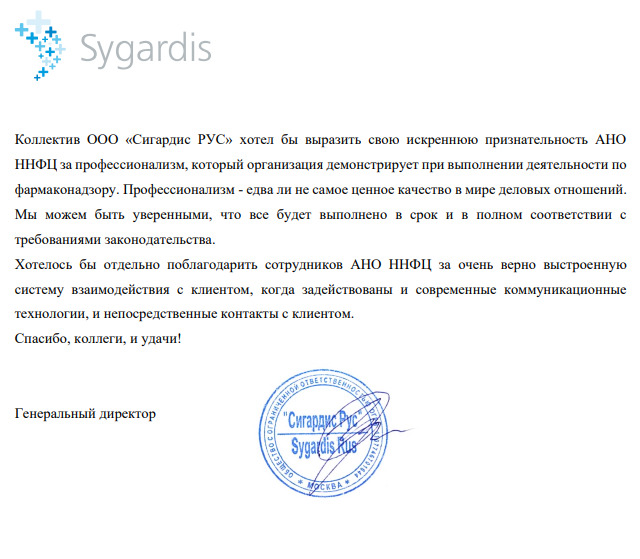 Sygardis
Коллектив ООО «Сигардис РУС» хотел бы выразить свою искреннюю признательность АНО
ННФЦ за профессионализм, который организация демонстрирует при выполнении деятельности по
фармаконадзору. Профессионализм - едва ли не самое ценное качество в мире деловых отношений.
Мы можем быть уверенными, что все будет выполнено в срок и в полном соответствии с
требованиями законодательства.
Хотелось бы отдельно поблагодарить сотрудников АНО ННФЦ за очень верно выстроенную
систему взаимодействия с клиентом, когда задействованы и современные коммуникационные
технологии, и непосредственные контакты с клиентом.
Спасибо, коллеги, и удачи!
Генеральный директор
ОБЩЕСТВО С ОГРАНИЧЕННОЙ ОТВЕТСТВЕННОСТЬЮ
"Сигардис Рус"
Sygardis Rus
* МОСКВА *